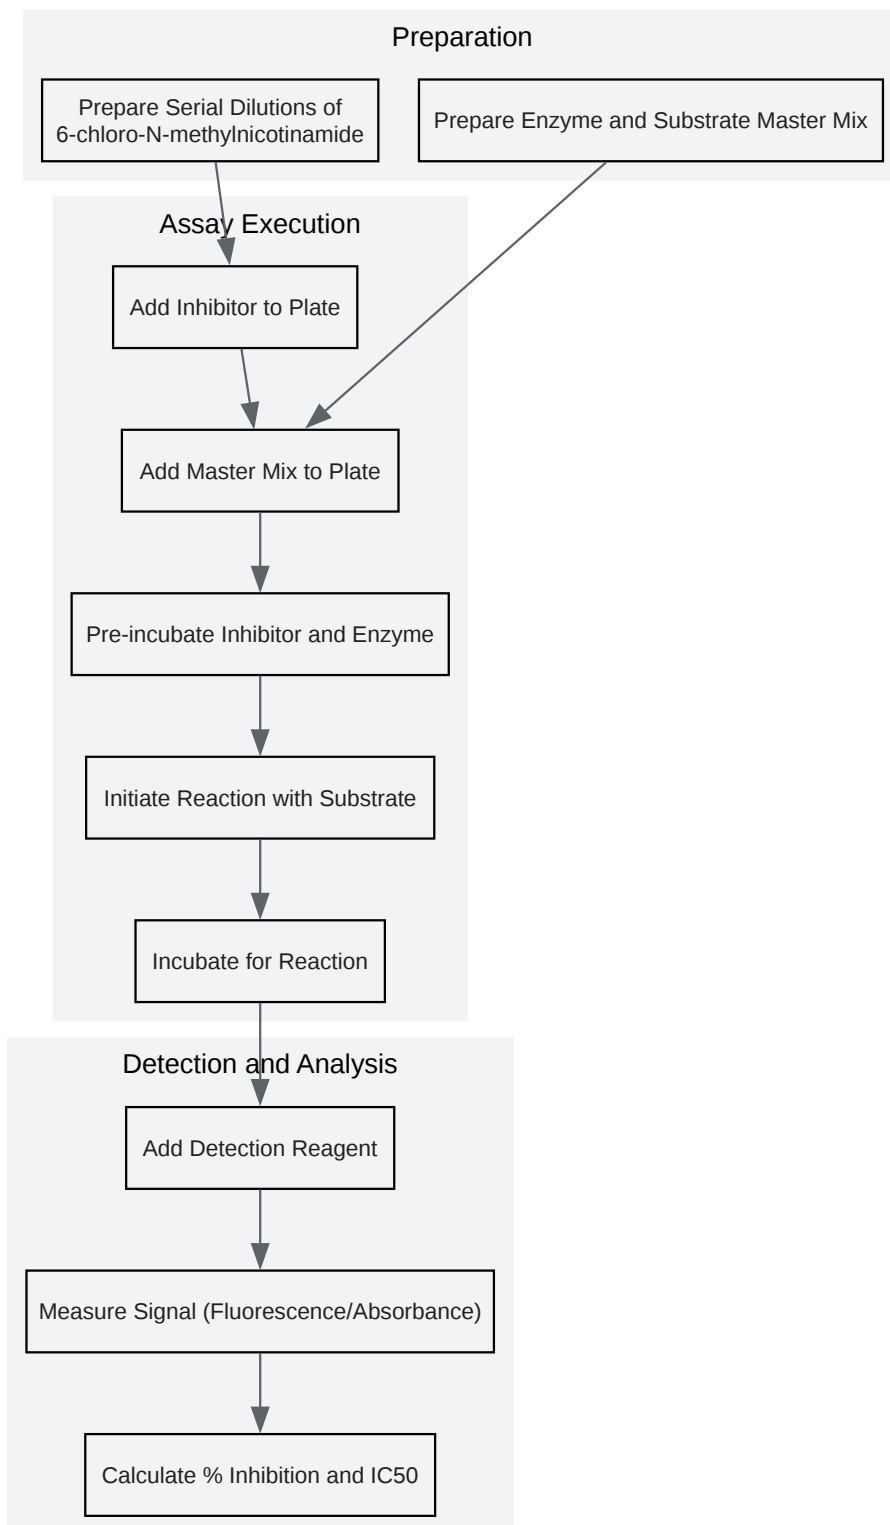 Preparation
Prepare Serial Dilutions of
6-chloro-N-methylnicotinamide
Prepare Enzyme and Substrate Master Mix
Assay Execution
Add Inhibitor to Plate
Add Master Mix to Plate
Pre-incubate Inhibitor and Enzyme
Initiate Reaction with Substrate
Incubate for Reaction
Detection and Analysis
Add Detection Reagent
Measure Signal (Fluorescence/Absorbance)
Calculate % Inhibition and IC50